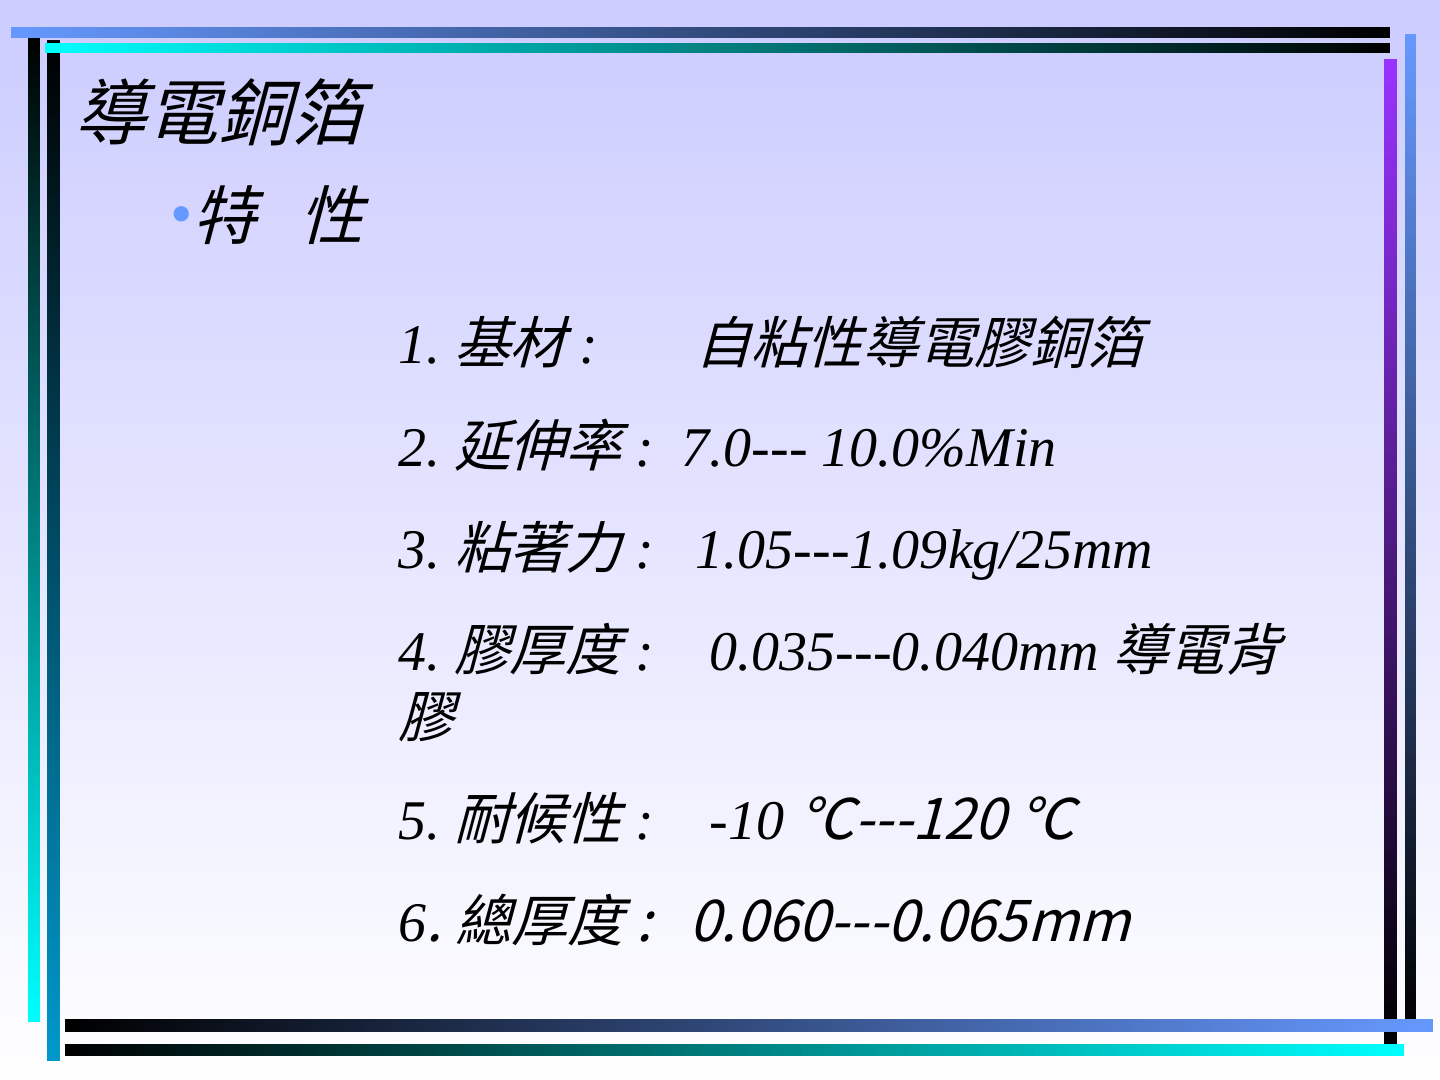 導電銅箔
•特 性
1. 基材 : 自粘性導電膠銅箔
2. 延伸率 : 7.0--- 10.0%Min
3. 粘著力 : 1.05---1.09kg/25mm
4. 膠厚度 : 0.035---0.040mm 導電背
膠
5. 耐候性 : -10 ℃---120 ℃
6. 總厚度 : 0.060---0.065mm